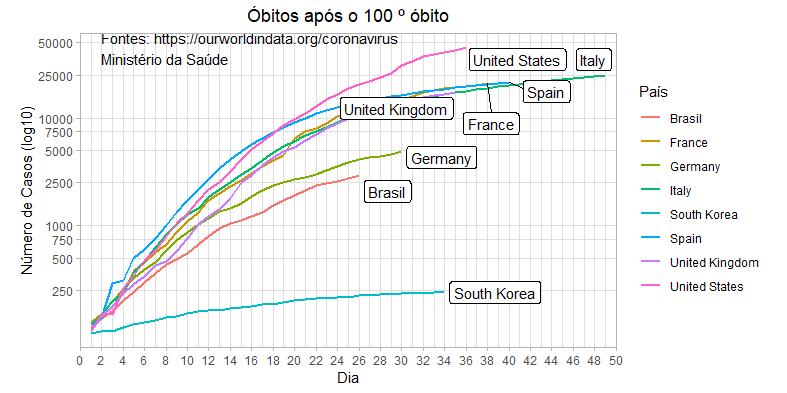 Óbitos após o 100 º óbito
Fontes: https://ourworldindata.org/coronavirus
Ministério da Saúde
Número de Casos (log10)
50000
25000
10000
7500
5000
2500
1000
750
500
250
United States
Italy
Spain
United Kingdom
France
Germany
Brasil
South Korea
0 1 2 4 6 8 10 12 14 16 18 20 22 24 26 28 30 32 34 36 38 40 42 44 46 48 50
Dia
País
Brasil
France
Germany
Italy
South Korea
Spain
United Kingdom
United States